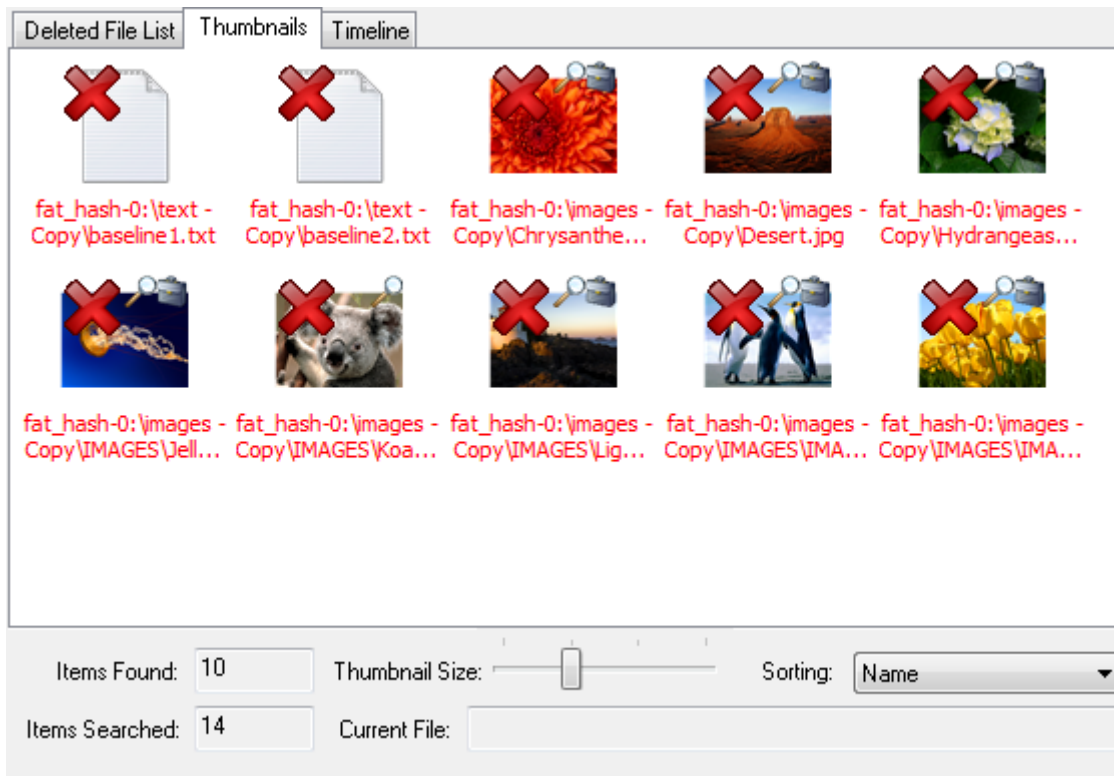 Deleted File List Thumbnails Timeline
fat_hash-0:\text - fat_hash-0:\text - fat_hash-0:\images - fat_hash-0:\images - fat_hash-0:\images -
Copy\baseline1.txt Copy\baseline2.txt Copy\Chrysanthe... Copy\Desert.jpg Copy\Hydrangeas...
fat_hash-0:\images - fat_hash-0:\images - fat_hash-0:\images - fat_hash-0:\images - fat_hash-0:\images -
Copy\IMAGES\Jell... Copy\IMAGES\Koa... Copy\IMAGES\Lig... Copy\IMAGES\IMA... Copy\IMAGES\IMA...
Items Found: 10 Thumbnail Size: Sorting: Name
Items Searched: 14 Current File: